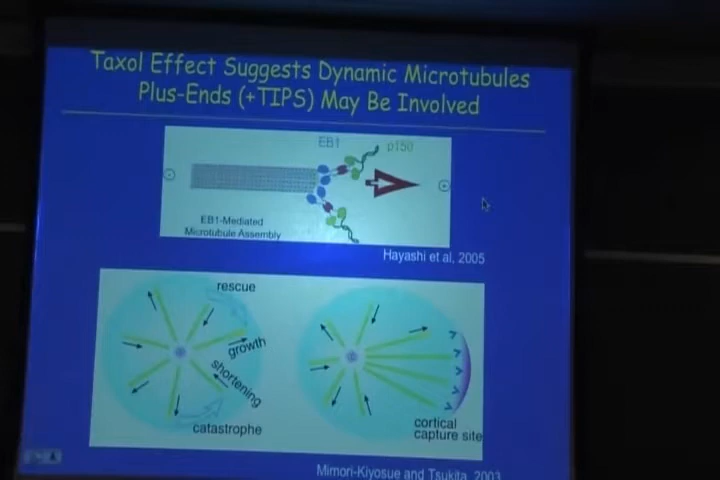 Taxol Effect Suggests Dynamic Microtubules
Plus-Ends (+TIPS) May Be Involved
EB1
p150
EB1-Mediated
Microtubule Assembly
Hayashi et al, 2005
rescue
growth
shortening
catastrophe
cortical
capture site
Mimori-Kiyosue and Tsukita, 2003